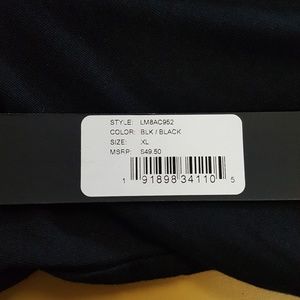 STYLE: LM8AC952
COLOR: BLK / BLACK
SIZE: XL
MSRP: $49.50
1 91898 34110 5